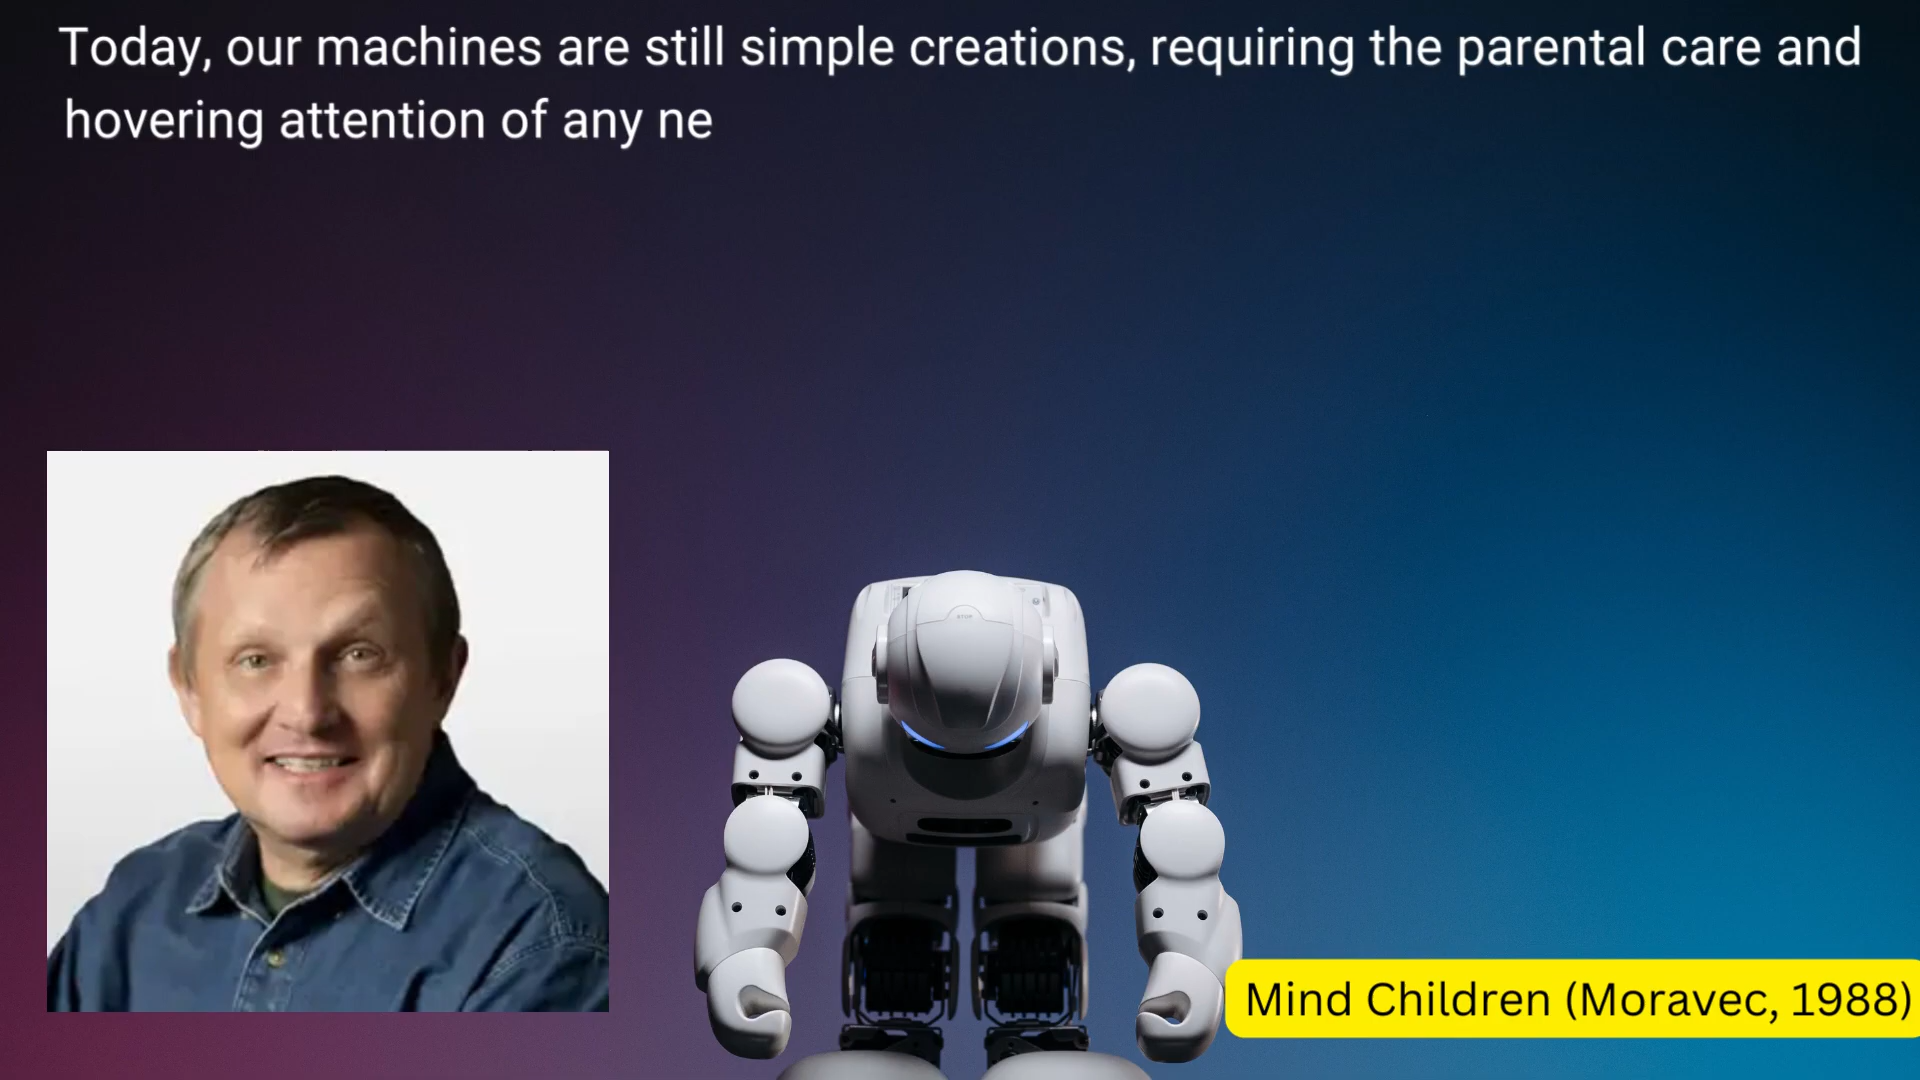 Today, our machines are still simple creations, requiring the parental care and
hovering attention of any ne
STOP
Mind Children (Moravec, 1988)